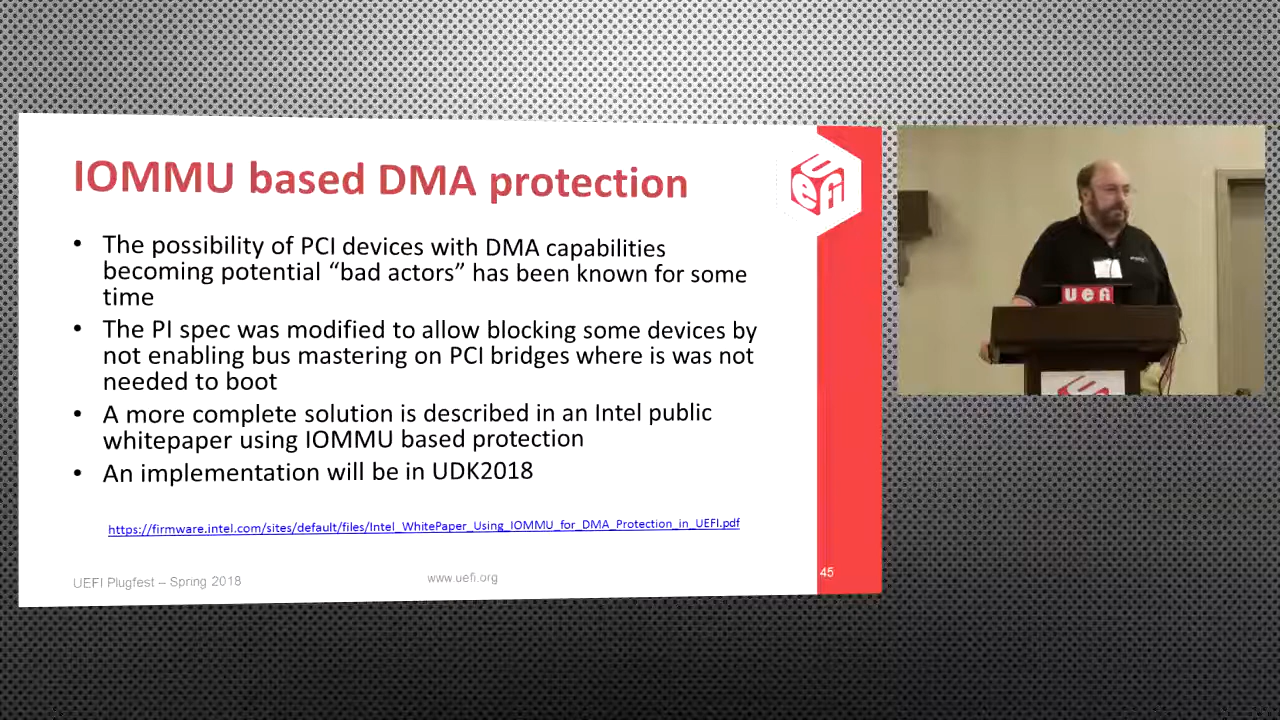 IOMMU based DMA protection
• The possibility of PCI devices with DMA capabilities
becoming potential “bad actors” has been known for some
time
• The PI spec was modified to allow blocking some devices by
not enabling bus mastering on PCI bridges where is was not
needed to boot
• A more complete solution is described in an Intel public
whitepaper using IOMMU based protection
• An implementation will be in UDK2018
https://firmware.intel.com/sites/default/files/Intel_WhitePaper_Using_IOMMU_for_DMA_Protection_in_UEFI.pdf
UEFI Plugfest – Spring 2018
www.uefi.org
45
UEFI
UEFI